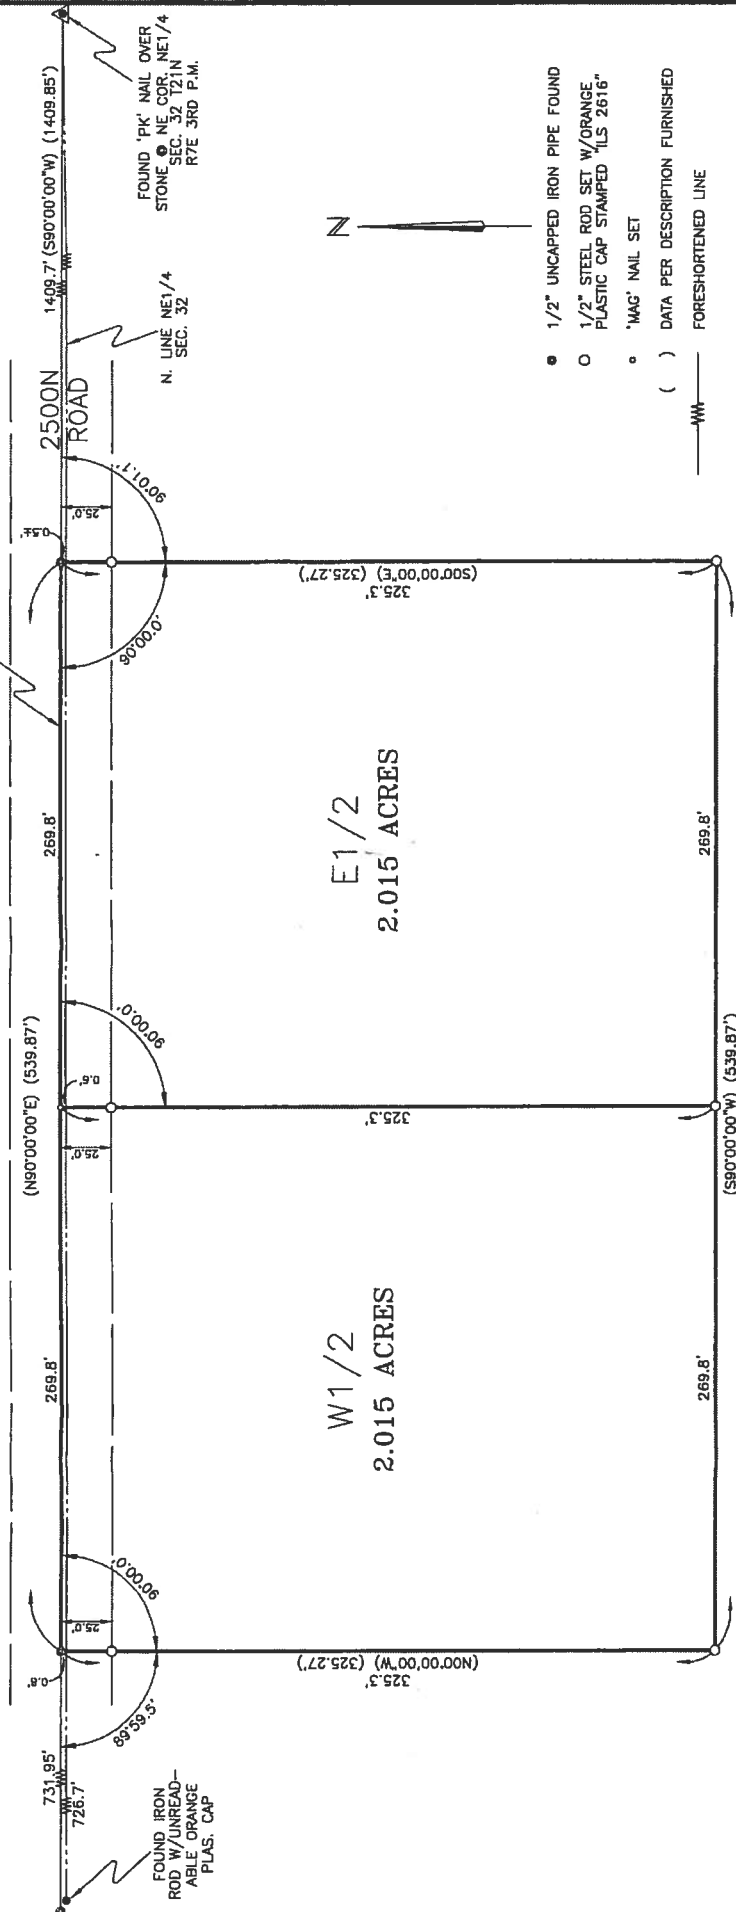 FOUND 'PK' NAIL OVER
STONE @ NE COR. NE1/4
SEC. 32 T21N
R7E 3RD P.M.
1409.7' (S90°00'00"W) (1409.85')
N. LINE NE1/4
SEC. 32
2500N
ROAD
(N90°00'00"E) (539.87')
731.95'
726.7'
FOUND IRON
ROD W/UNREAD-
ABLE ORANGE
PLAS. CAP
269.8'
269.8'
0.8'
25.0'
90°00.0'
89°59.5'
0.6'
25.0'
90°00.0'
0.5±'
25.0'
90°00.0'
90°01.1'
325.3'
(N00°00'00"W) (325.27')
W1/2
2.015 ACRES
325.3'
E1/2
2.015 ACRES
325.3'
(S00°00'00"E) (325.27')
269.8'
269.8'
(S90°00'00"W) (539.87')
N
1/2" UNCAPPED IRON PIPE FOUND
1/2" STEEL ROD SET W/ORANGE
PLASTIC CAP STAMPED "ILS 2616"
'MAG' NAIL SET
( ) DATA PER DESCRIPTION FURNISHED
FORESHORTENED LINE